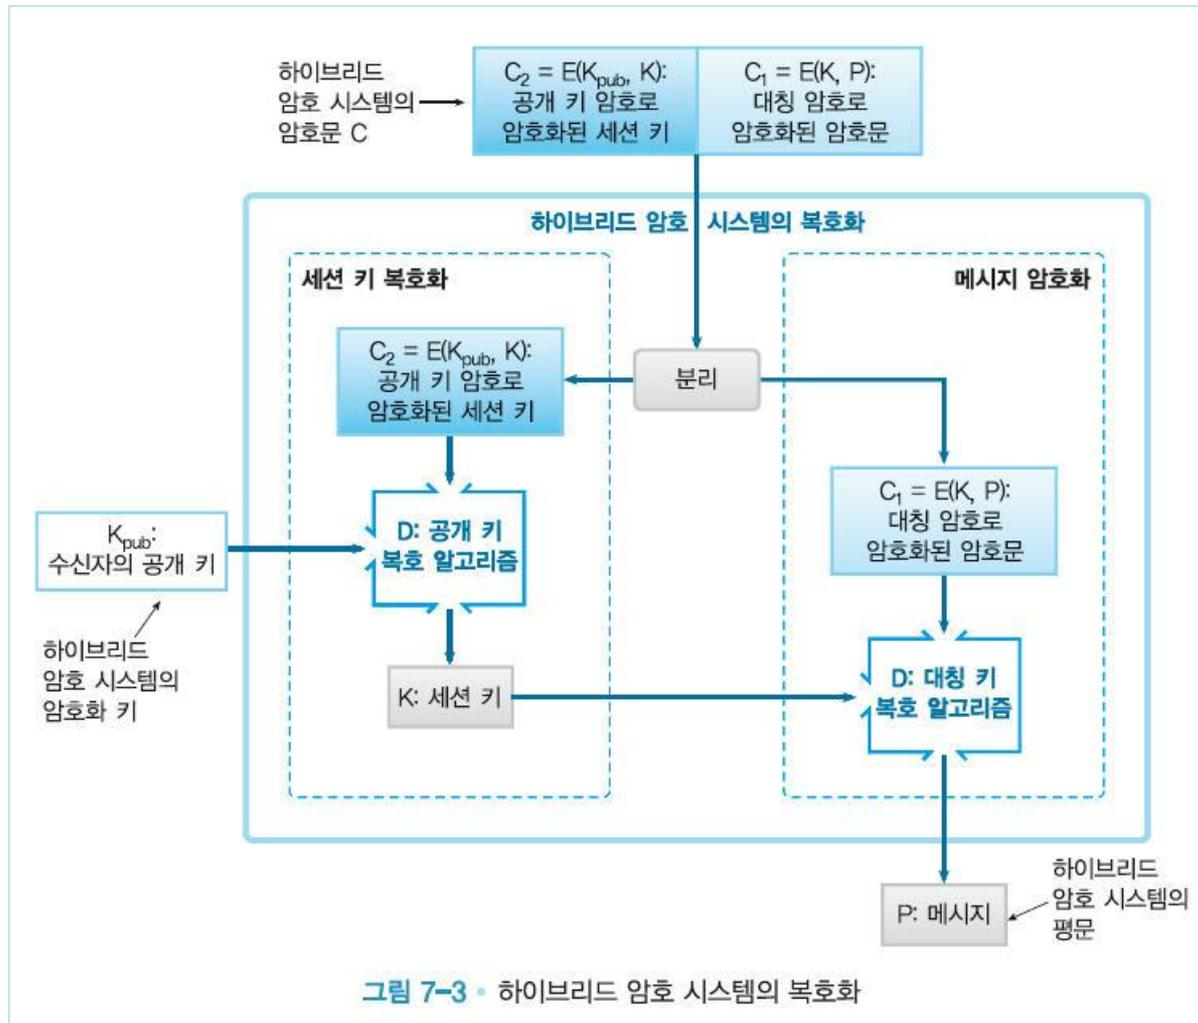 하이브리드
암호 시스템의
암호문 C
C₂ = E(Kpub, K):
공개 키 암호로
암호화된 세션 키
C₁ = E(K, P):
대칭 암호로
암호화된 암호문
하이브리드 암호 시스템의 복호화
세션 키 복호화
메시지 암호화
C₂ = E(Kpub, K):
공개 키 암호로
암호화된 세션 키
분리
C₁ = E(K, P):
대칭 암호로
암호화된 암호문
Kpub:
수신자의 공개 키
D: 공개 키
복호 알고리즘
하이브리드
암호 시스템의
암호화 키
K: 세션 키
D: 대칭 키
복호 알고리즘
P: 메시지
하이브리드
암호 시스템의
평문
그림 7-3 • 하이브리드 암호 시스템의 복호화